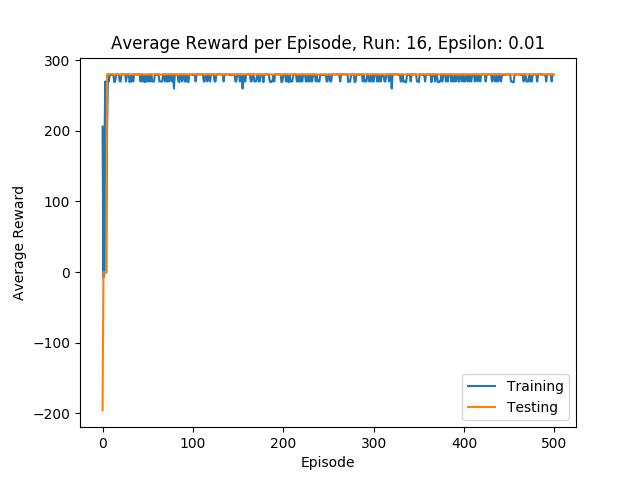 Average Reward per Episode, Run: 16, Epsilon: 0.01
300
200
100
0
−100
−200
Average Reward
0 100 200 300 400 500
Episode
Training
Testing